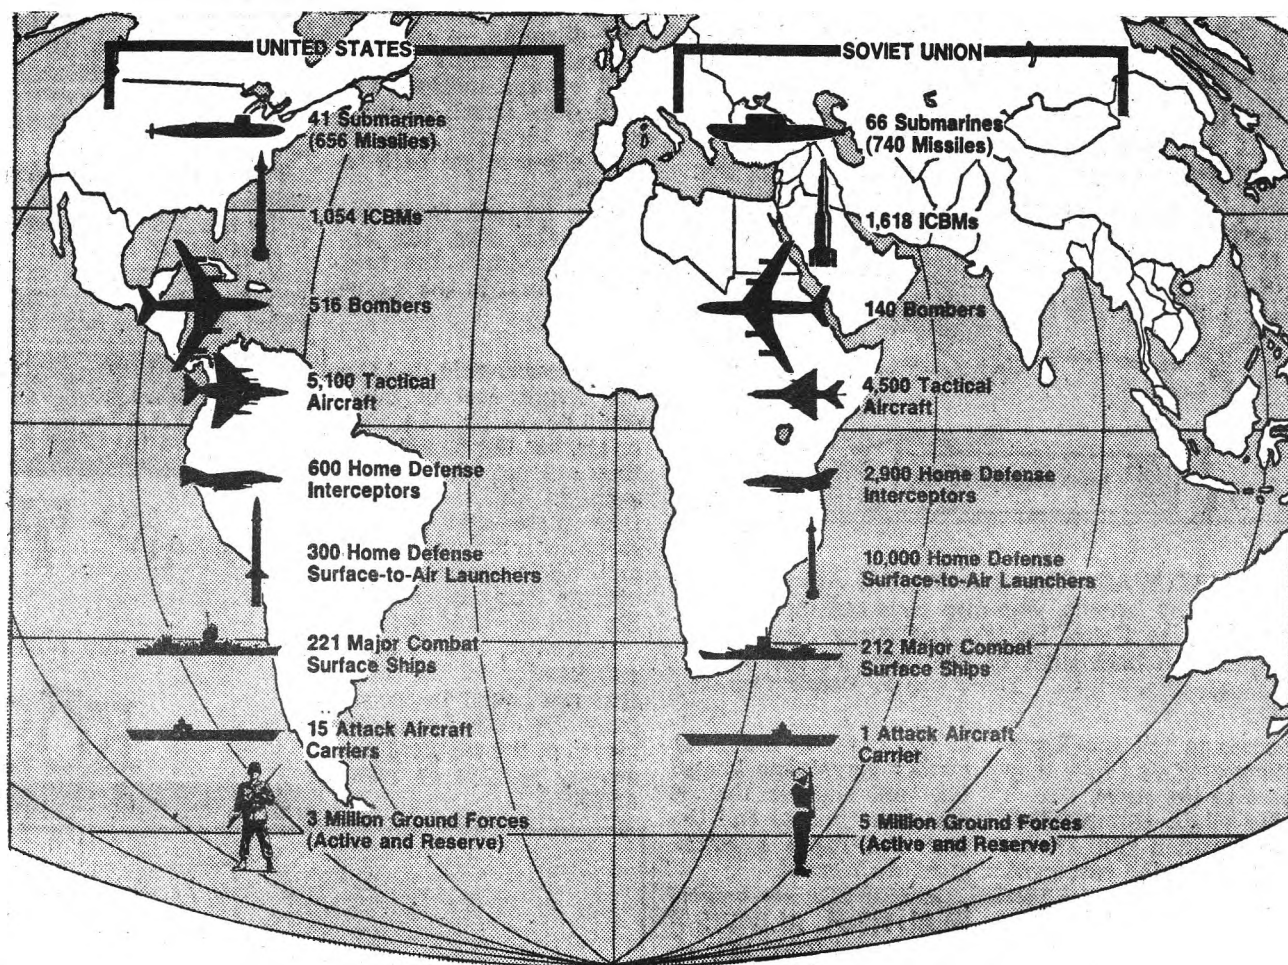 UNITED STATES
41 Submarines
(656 Missiles)
1,054 ICBMs
516 Bombers
5,100 Tactical
Aircraft
600 Home Defense
Interceptors
300 Home Defense
Surface-to-Air Launchers
221 Major Combat
Surface Ships
15 Attack Aircraft
Carriers
3 Million Ground Forces
(Active and Reserve)
SOVIET UNION
66 Submarines
(740 Missiles)
1,618 ICBMs
140 Bombers
4,500 Tactical
Aircraft
2,900 Home Defense
Interceptors
10,000 Home Defense
Surface-to-Air Launchers
212 Major Combat
Surface Ships
1 Attack Aircraft
Carrier
5 Million Ground Forces
(Active and Reserve)